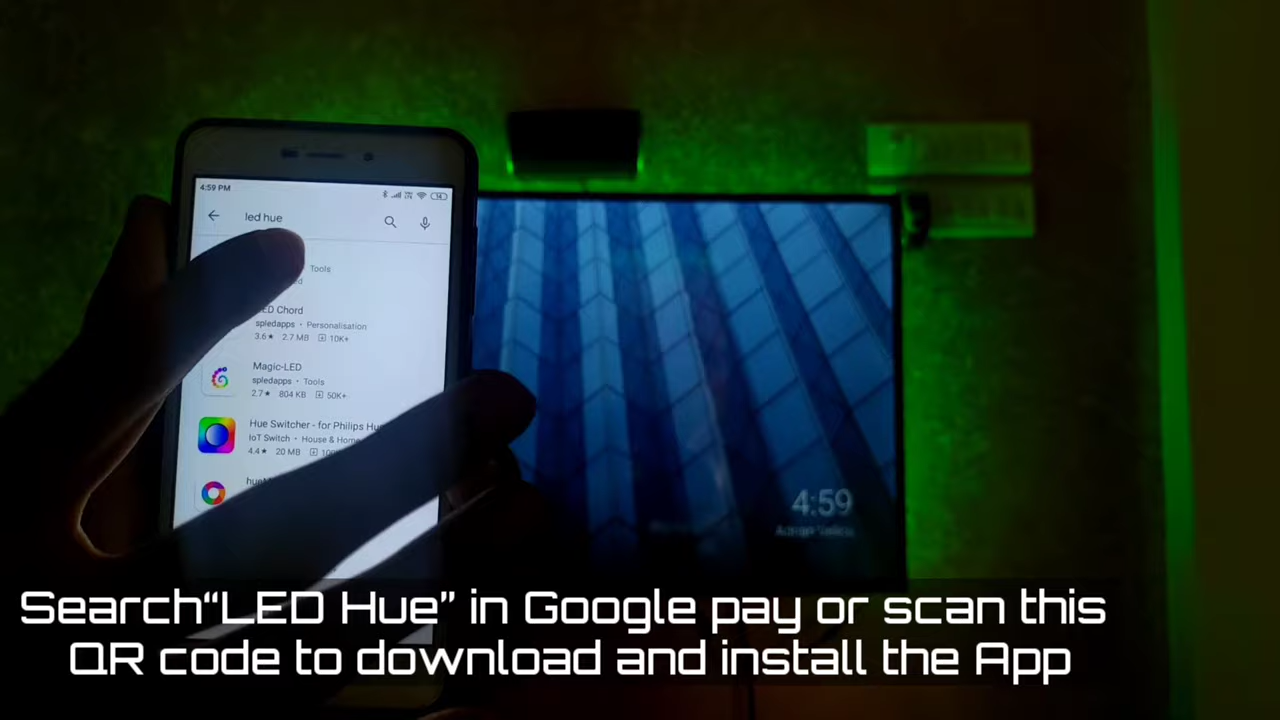 4:59 PM
led hue
Tools
LED Chord
spledapps • Personalisation
3.6★ 2.7 MB 10K+
Magic-LED
spledapps • Tools
2.7★ 804 KB 50K+
Hue Switcher - for Philips Hu
IoT Switch • House & Home
4.4★ 20 MB
4:59
Search“LED Hue” in Google pay or scan this
QR code to download and install the App